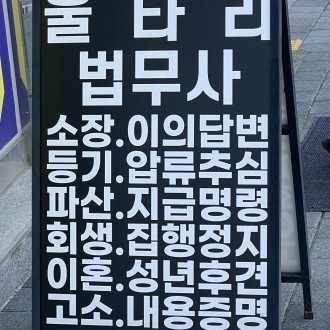 울타리
법무사
소장.이의답변
등기.압류추심
파산.지급명령
회생.집행정지
이혼.성년후견
고소.내용증명